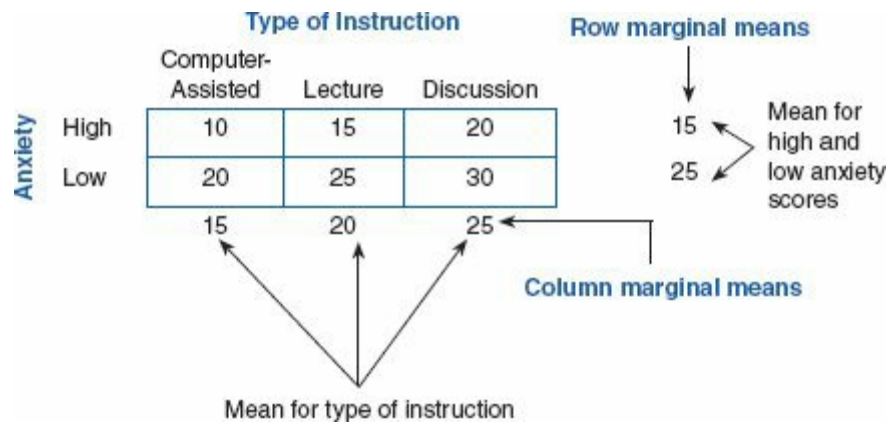 Type of Instruction
Row marginal means
Computer-
Assisted Lecture Discussion
Anxiety
High 10 15 20 15
Low 20 25 30 25
Mean for
high and
low anxiety
scores
15 20 25
Column marginal means
Mean for type of instruction